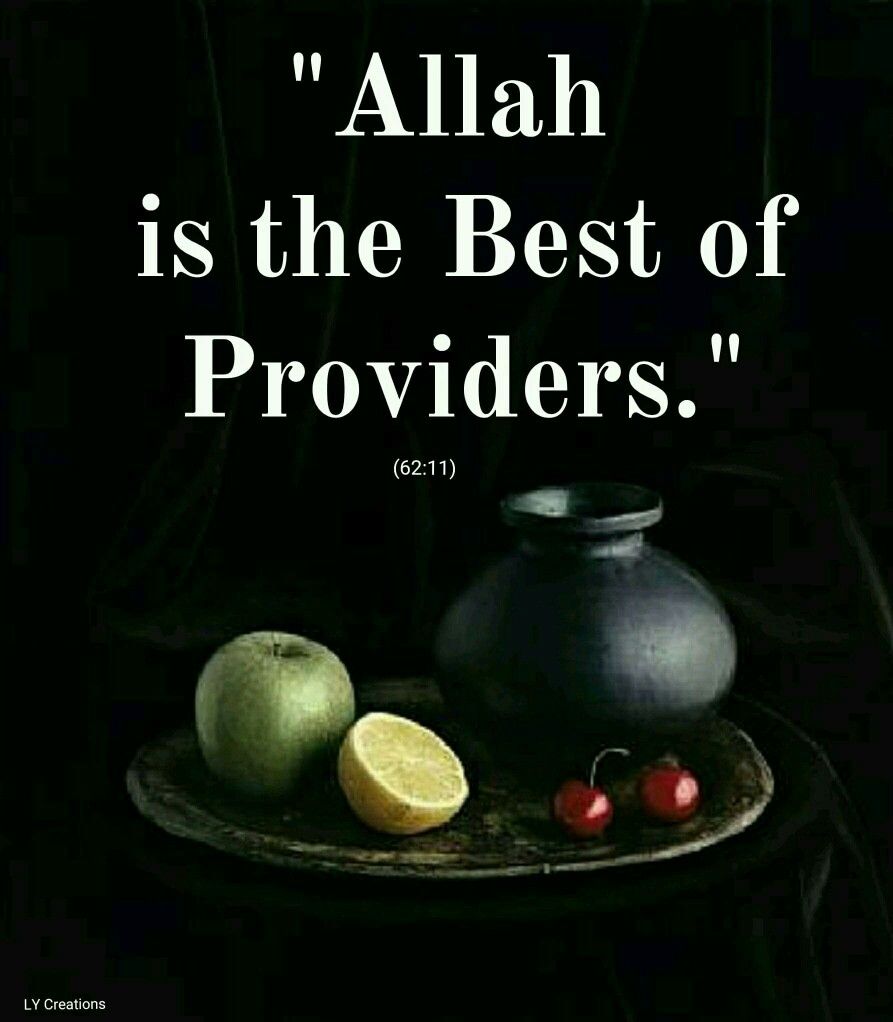 "Allah
is the Best of
Providers."
(62:11)
LY Creations